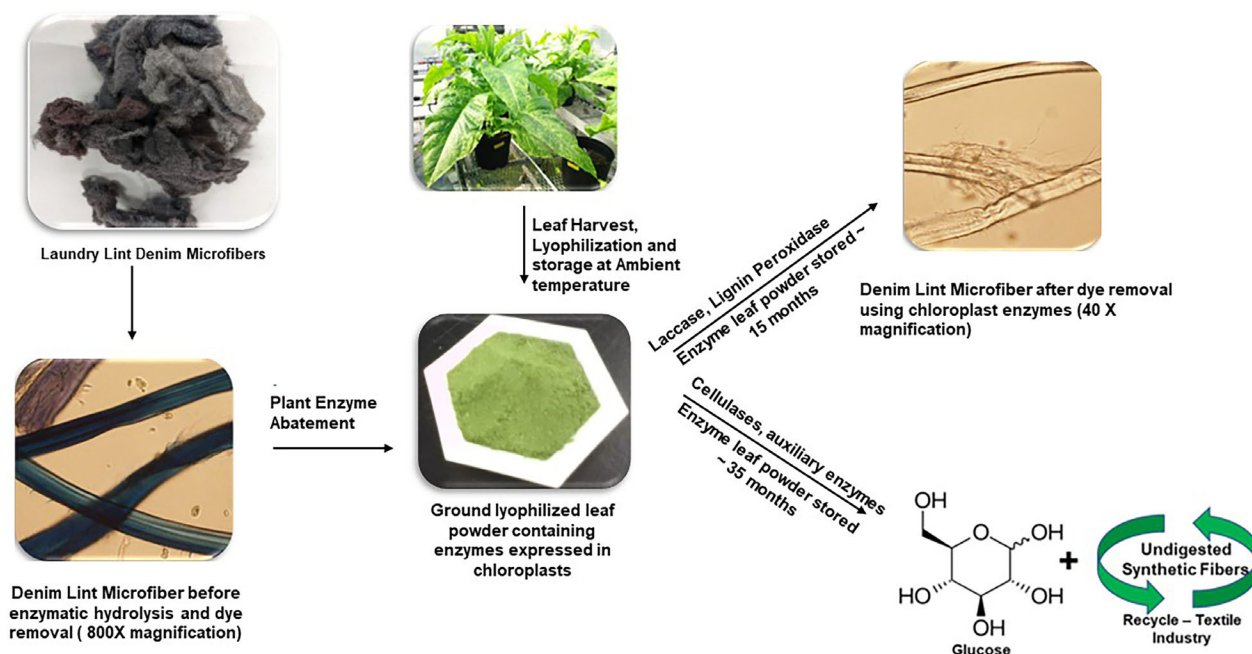 Laundry Lint Denim Microfibers
Leaf Harvest,
Lyophilization and
storage at Ambient
temperature
Laccase, Lignin Peroxidase
Enzyme leaf powder stored ~
15 months
Denim Lint Microfiber after dye removal
using chloroplast enzymes (40 X
magnification)
Plant Enzyme
Abatement
Cellulases, auxiliary enzymes
Enzyme leaf powder stored
~ 35 months
Ground lyophilized leaf
powder containing
enzymes expressed in
chloroplasts
Denim Lint Microfiber before
enzymatic hydrolysis and dye
removal ( 800X magnification)
OH
O
OH
HO
OH
OH
Glucose
+
Undigested
Synthetic Fibers
Recycle – Textile
Industry